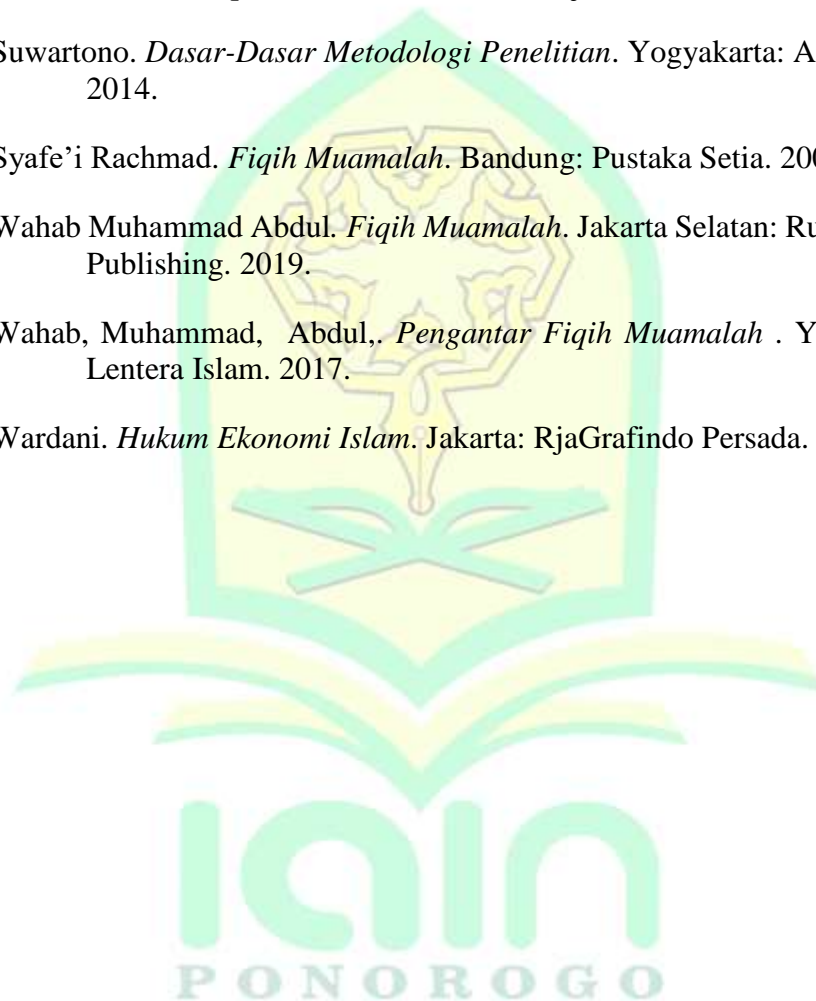 Suwartono. Dasar-Dasar Metodologi Penelitian. Yogyakarta:
2014.
Syafe’i Rachmad. Fiqih Muamalah. Bandung: Pustaka Setia.
Wahab Muhammad Abdul. Fiqih Muamalah. Jakarta Selatan:
Publishing. 2019.
Wahab, Muhammad, Abdul,. Pengantar Fiqih Muamalah .
Lentera Islam. 2017.
Wardani. Hukum Ekonomi Islam. Jakarta: RjaGrafindo Persada.
iain
PONOROGO